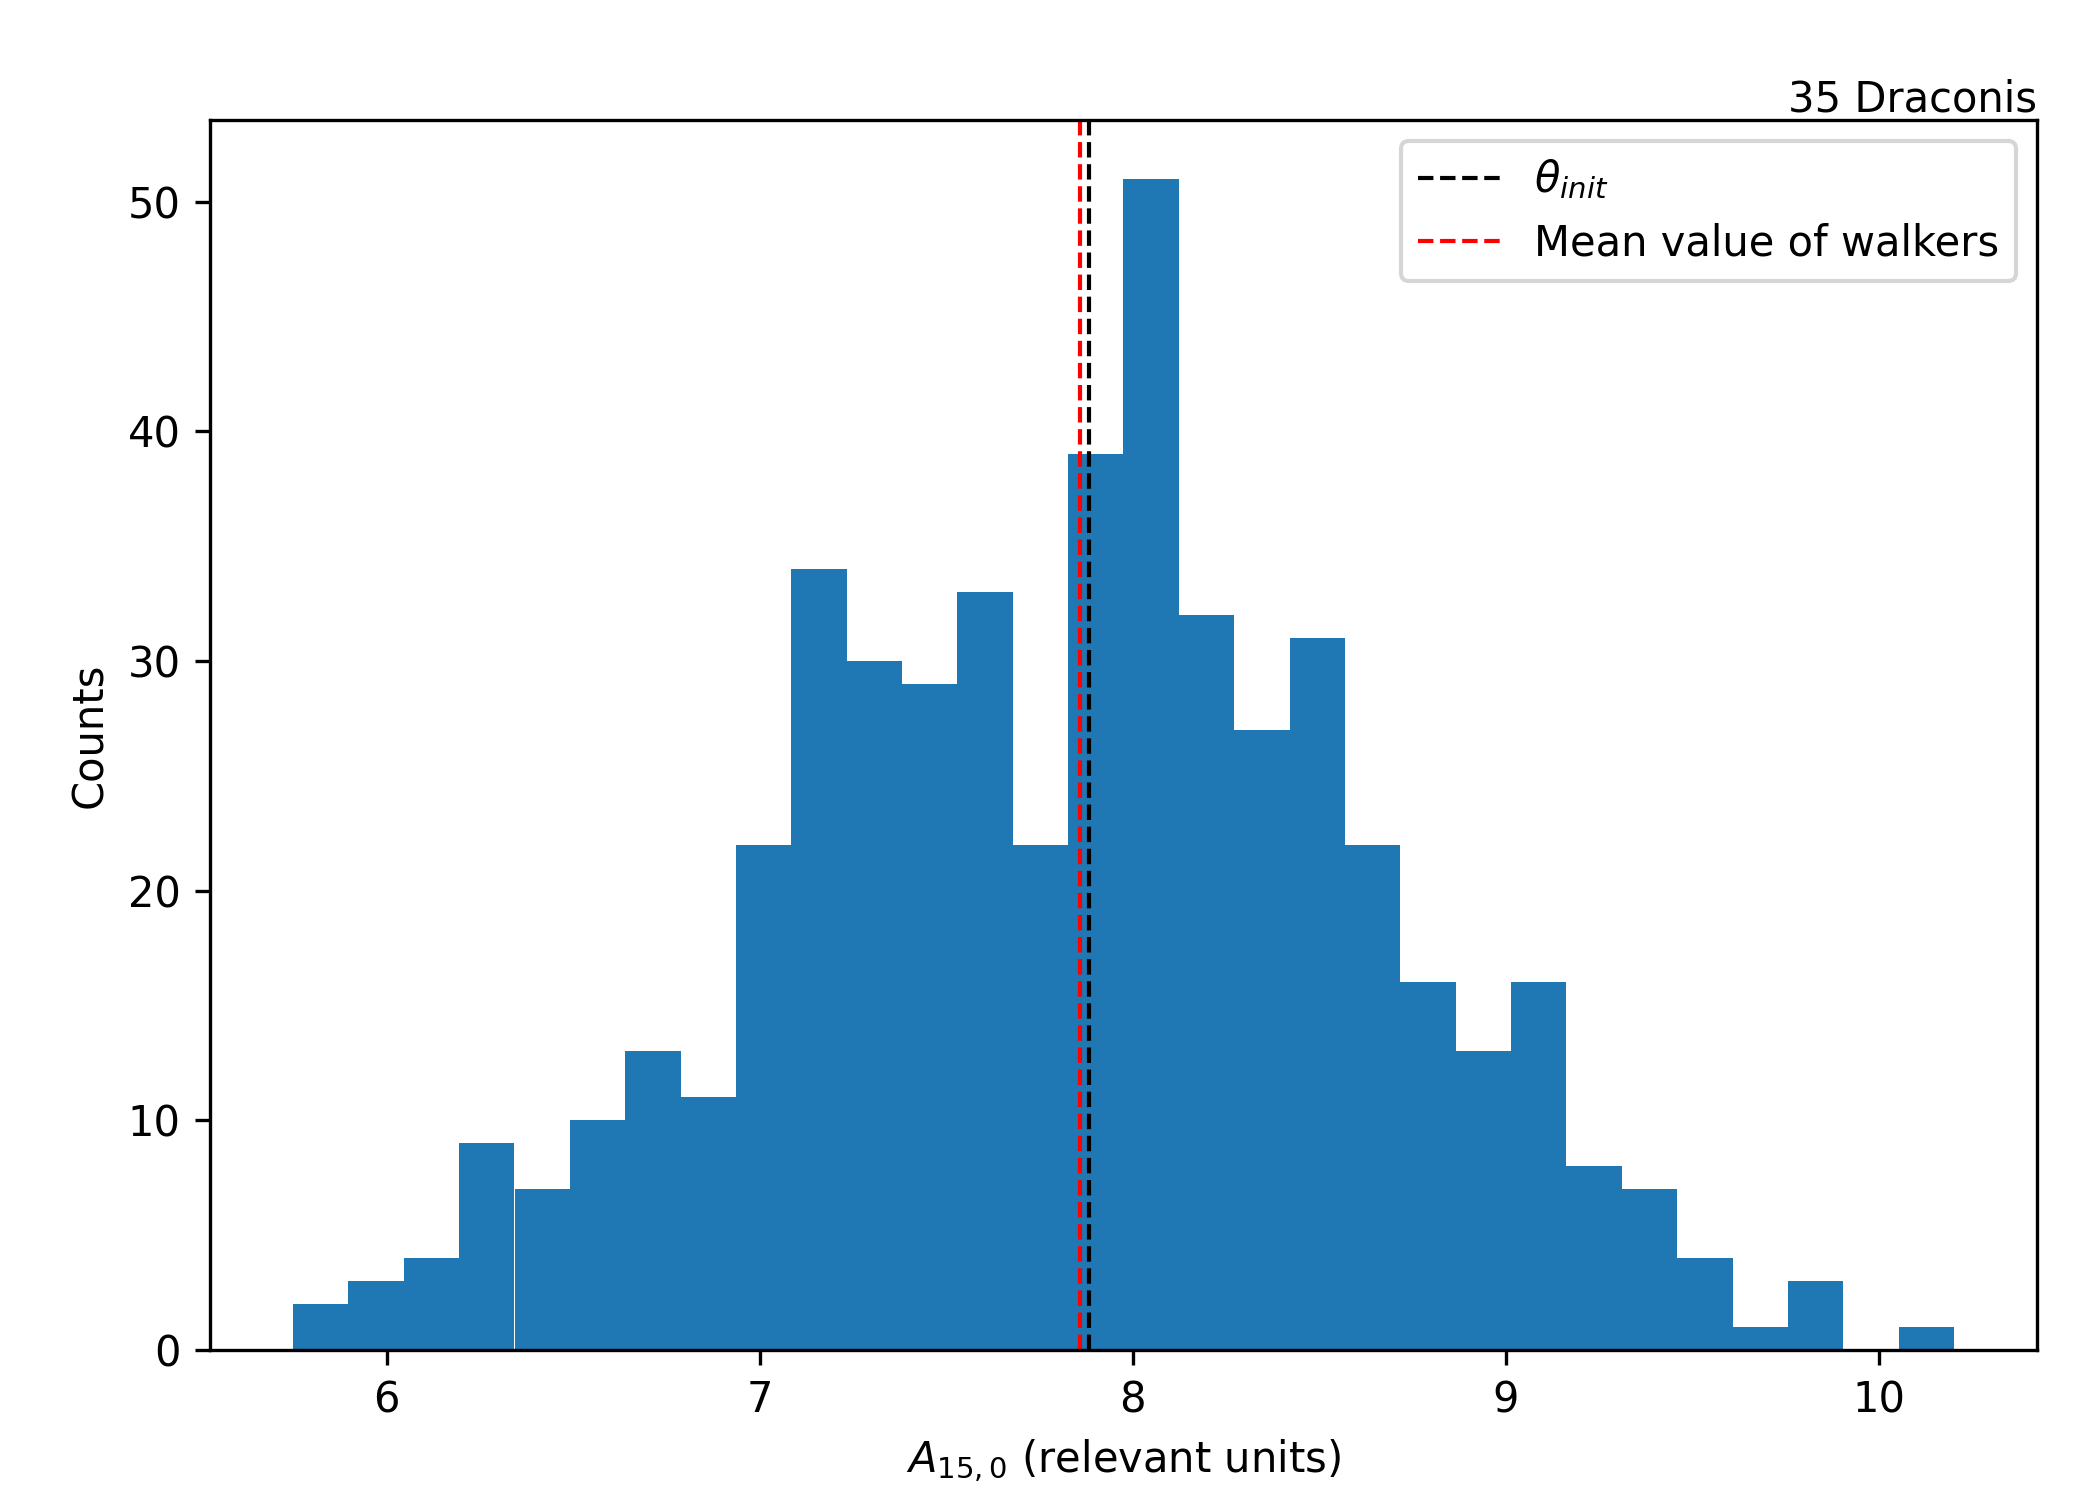 35 Draconis
θ_init
Mean value of walkers
50
40
30
20
10
0
Counts
6 7 8 9 10
A_15,0 (relevant units)